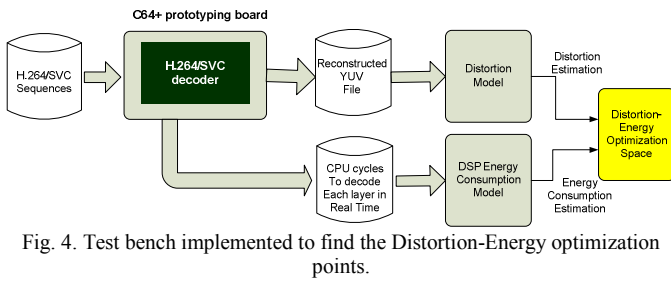 C64+ prototyping board
H.264/SVC
Sequences
H.264/SVC
decoder
Reconstructed
YUV
File
Distortion
Model
Distortion
Estimation
Distortion-
Energy
Optimization
Space
CPU cycles
To decode
Each layer in
Real Time
DSP Energy
Consumption
Model
Energy
Consumption
Estimation
Fig. 4. Test bench implemented to find the Distortion-Energy optimization
points.